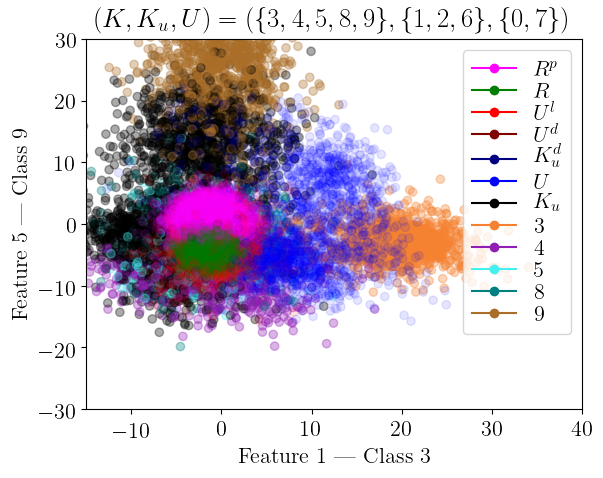 (K, K_u, U) = ({3, 4, 5, 8, 9}, {1, 2, 6}, {0, 7})
30
20
10
0
−10
−20
−30
Feature 5 — Class 9
R^p
R
U^l
U^d
K_u^d
U
K_u
3
4
5
8
9
−10
0
10
20
30
40
Feature 1 — Class 3